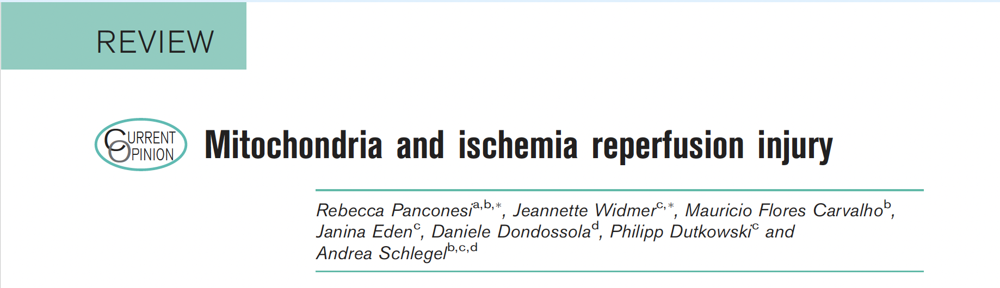 REVIEW
CURRENT
OPINION
Mitochondria and ischemia reperfusion injury
Rebecca Panconesi^a,b,*, Jeannette Widmer^c,*, Mauricio Flores Carvalho^b,
Janina Eden^c, Daniele Dondossola^d, Philipp Dutkowski^c and
Andrea Schlegel^b,c,d